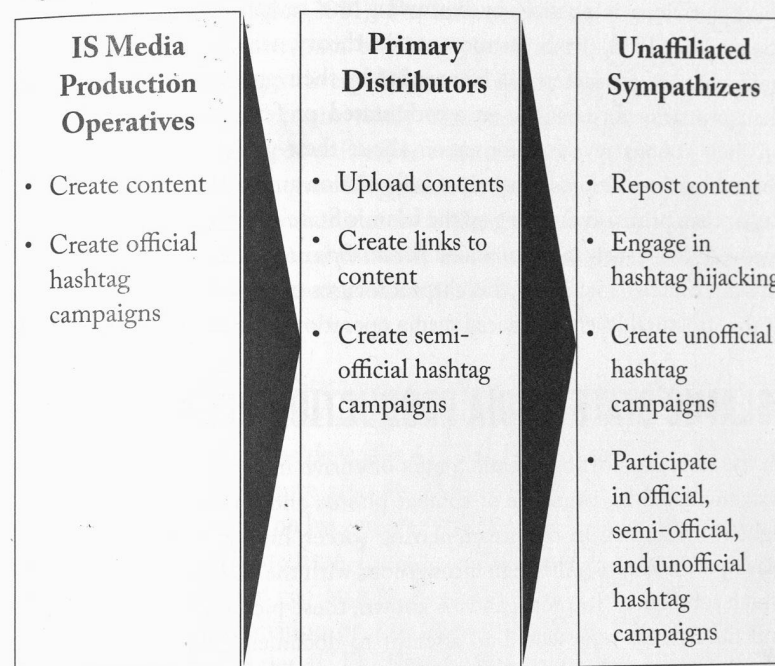 IS Media
Production
Operatives
• Create content
• Create official
hashtag
campaigns
Primary
Distributors
• Upload contents
• Create links to
content
• Create semi-
official hashtag
campaigns
Unaffiliated
Sympathizers
• Repost content
• Engage in
hashtag hijacking
• Create unofficial
hashtag
campaigns
• Participate
in official,
semi-official,
and unofficial
hashtag
campaigns